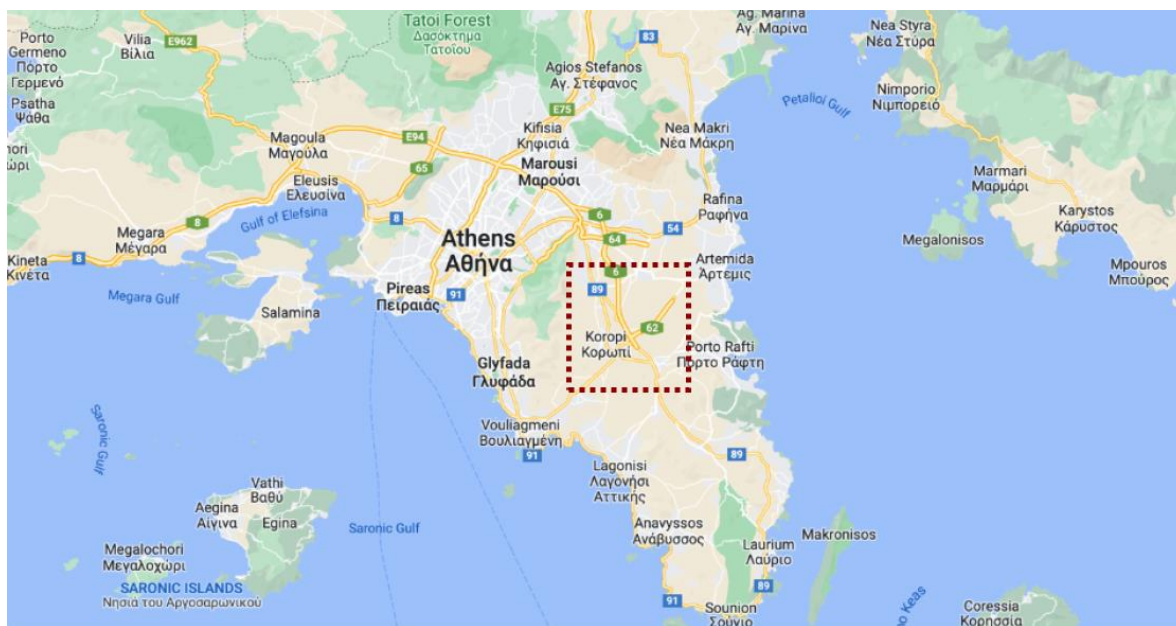 Tatoi Forest
Δασόκτημα
Τατοΐου
Ag. Marina
Αγ. Μαρίνα
Nea Styra
Νέα Στύρα
Porto
Germeno
Πόρτο
Γερμενό
Vilia
Βίλια
E962
83
Agios Stefanos
Αγ. Στέφανος
Psatha
Ψάθα
Petalioi Gulf
Nimporio
Νιμπορειό
E75
Magoula
Μαγούλα
E94
Kifisia
Κηφισιά
Nea Makri
Νέα Μάκρη
65
Marousi
Μαρούσι
Marmari
Μαρμάρι
Eleusis
Ελευσίνα
Rafina
Ραφήνα
Gulf of Elefsina
8
6
54
Karystos
Κάρυστος
Megara
Μέγαρα
8
Athens
Αθήνα
64
Megalonisos
Kineta
Κινέτα
8
6
Artemida
Άρτεμις
Mpouros
Μπούρος
Megara Gulf
Pireas
Πειραιάς
91
89
Salamina
62
Koropi
Κορωπί
Porto Rafti
Πόρτο Ράφτη
Glyfada
Γλυφάδα
Saronic Gulf
Vouliagmeni
Βουλιαγμένη
91
89
Lagonisi
Λαγονήσι
Αττικής
Vathi
Βαθύ
Aegina
Αίγινα
Egina
Saronic Gulf
Anavyssos
Ανάβυσσος
Makronisos
Megalochori
Μεγαλοχώρι
Laurium
Λαύριο
SARONIC ISLANDS
Νησιά του Αργοσαρωνικού
89
91
Sounion
Σούνιο
Coressia
Κορησσία